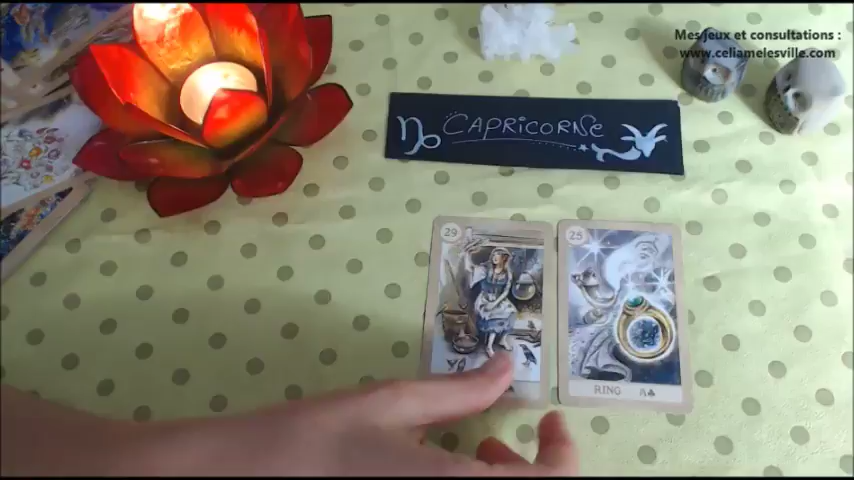 Mes jeux et consultations :
www.celiamelesville.com
CAPRICORNE
29
25
RING A♣